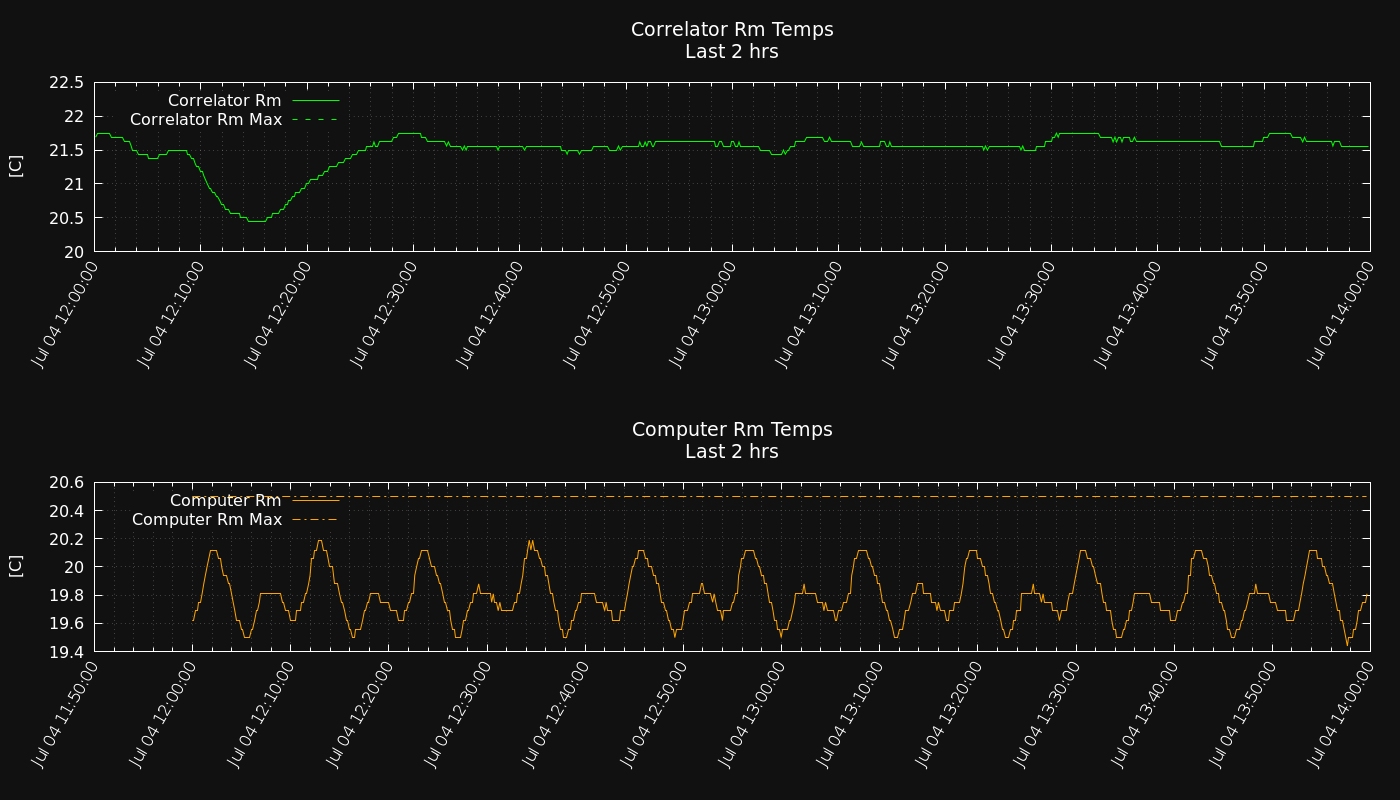 Correlator Rm Temps
Last 2 hrs
22.5
22
21.5
21
20.5
20
[C]
Correlator Rm
Correlator Rm Max
Jul 04 12:00:00
Jul 04 12:10:00
Jul 04 12:20:00
Jul 04 12:30:00
Jul 04 12:40:00
Jul 04 12:50:00
Jul 04 13:00:00
Jul 04 13:10:00
Jul 04 13:20:00
Jul 04 13:30:00
Jul 04 13:40:00
Jul 04 13:50:00
Jul 04 14:00:00
Computer Rm Temps
Last 2 hrs
20.6
20.4
20.2
20
19.8
19.6
19.4
[C]
Computer Rm
Computer Rm Max
Jul 04 11:50:00
Jul 04 12:00:00
Jul 04 12:10:00
Jul 04 12:20:00
Jul 04 12:30:00
Jul 04 12:40:00
Jul 04 12:50:00
Jul 04 13:00:00
Jul 04 13:10:00
Jul 04 13:20:00
Jul 04 13:30:00
Jul 04 13:40:00
Jul 04 13:50:00
Jul 04 14:00:00